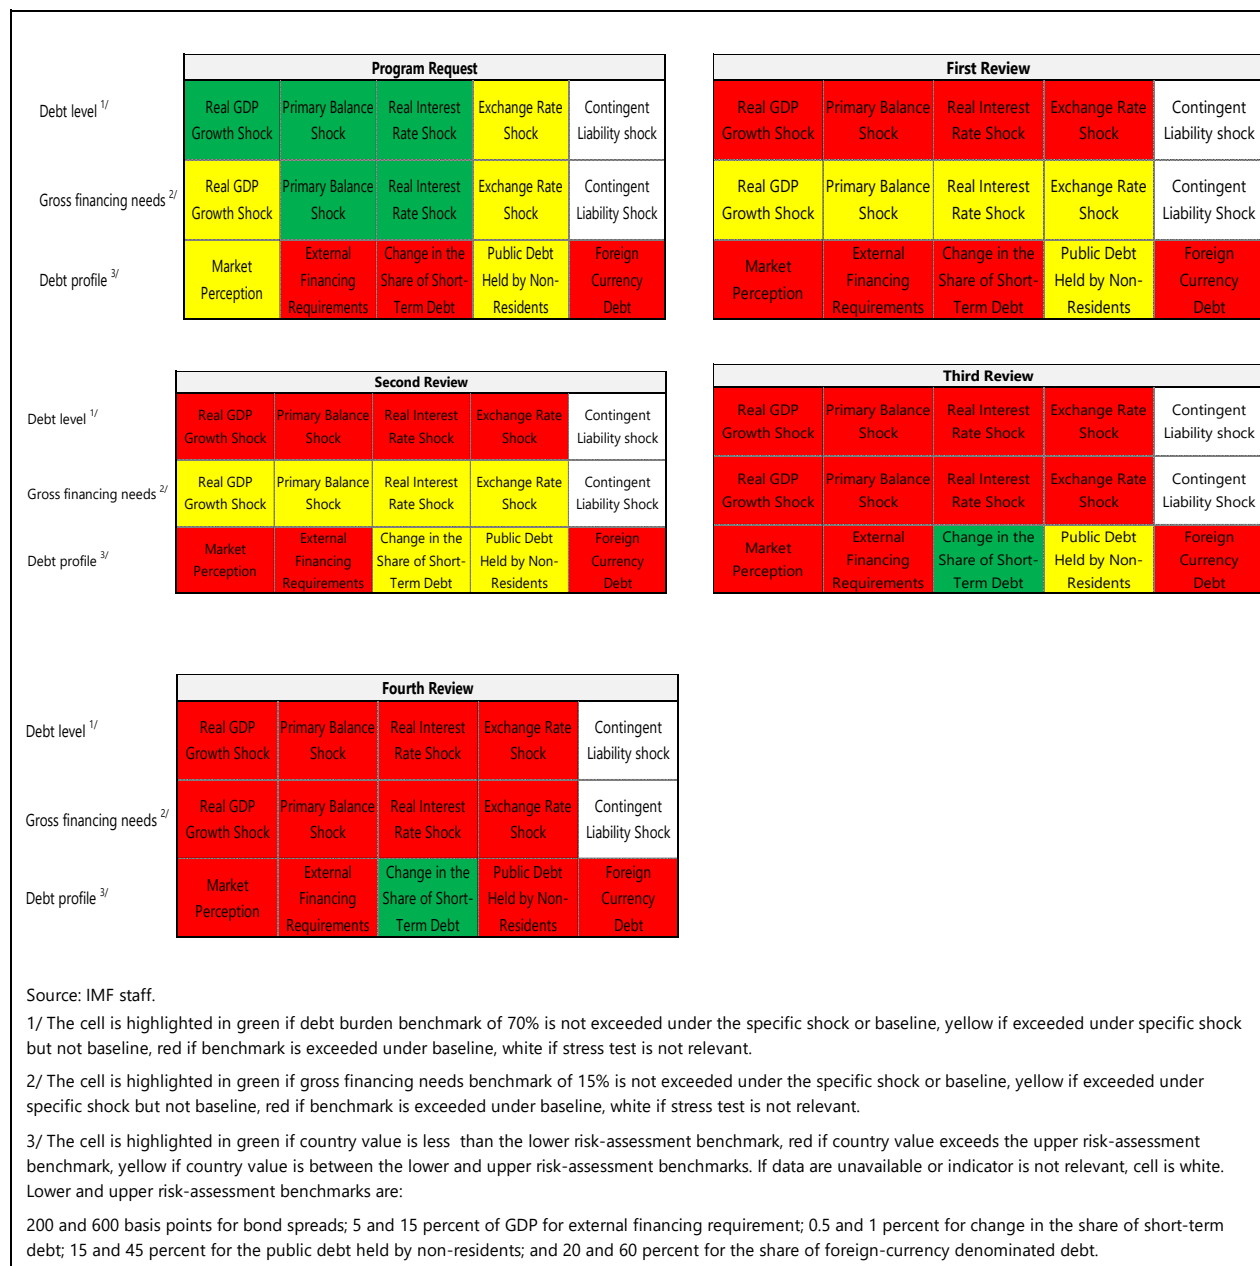 Program Request
Debt level 1/
Real GDP Growth Shock
Primary Balance Shock
Real Interest Rate Shock
Exchange Rate Shock
Contingent Liability shock
Gross financing needs 2/
Real GDP Growth Shock
Primary Balance Shock
Real Interest Rate Shock
Exchange Rate Shock
Contingent Liability Shock
Debt profile 3/
Market Perception
External Financing Requirements
Change in the Share of Short-Term Debt
Public Debt Held by Non-Residents
Foreign Currency Debt
First Review
Real GDP Growth Shock
Primary Balance Shock
Real Interest Rate Shock
Exchange Rate Shock
Contingent Liability shock
Real GDP Growth Shock
Primary Balance Shock
Real Interest Rate Shock
Exchange Rate Shock
Contingent Liability Shock
Market Perception
External Financing Requirements
Change in the Share of Short-Term Debt
Public Debt Held by Non-Residents
Foreign Currency Debt
Second Review
Debt level 1/
Real GDP Growth Shock
Primary Balance Shock
Real Interest Rate Shock
Exchange Rate Shock
Contingent Liability shock
Gross financing needs 2/
Real GDP Growth Shock
Primary Balance Shock
Real Interest Rate Shock
Exchange Rate Shock
Contingent Liability Shock
Debt profile 3/
Market Perception
External Financing Requirements
Change in the Share of Short-Term Debt
Public Debt Held by Non-Residents
Foreign Currency Debt
Third Review
Real GDP Growth Shock
Primary Balance Shock
Real Interest Rate Shock
Exchange Rate Shock
Contingent Liability shock
Real GDP Growth Shock
Primary Balance Shock
Real Interest Rate Shock
Exchange Rate Shock
Contingent Liability Shock
Market Perception
External Financing Requirements
Change in the Share of Short-Term Debt
Public Debt Held by Non-Residents
Foreign Currency Debt
Fourth Review
Debt level 1/
Real GDP Growth Shock
Primary Balance Shock
Real Interest Rate Shock
Exchange Rate Shock
Contingent Liability shock
Gross financing needs 2/
Real GDP Growth Shock
Primary Balance Shock
Real Interest Rate Shock
Exchange Rate Shock
Contingent Liability Shock
Debt profile 3/
Market Perception
External Financing Requirements
Change in the Share of Short-Term Debt
Public Debt Held by Non-Residents
Foreign Currency Debt
Source: IMF staff.
1/ The cell is highlighted in green if debt burden benchmark of 70% is not exceeded under the specific shock or baseline, yellow if exceeded under specific shock
but not baseline, red if benchmark is exceeded under baseline, white if stress test is not relevant.
2/ The cell is highlighted in green if gross financing needs benchmark of 15% is not exceeded under the specific shock or baseline, yellow if exceeded under
specific shock but not baseline, red if benchmark is exceeded under baseline, white if stress test is not relevant.
3/ The cell is highlighted in green if country value is less than the lower risk-assessment benchmark, red if country value exceeds the upper risk-assessment
benchmark, yellow if country value is between the lower and upper risk-assessment benchmarks. If data are unavailable or indicator is not relevant, cell is white.
Lower and upper risk-assessment benchmarks are:
200 and 600 basis points for bond spreads; 5 and 15 percent of GDP for external financing requirement; 0.5 and 1 percent for change in the share of short-term
debt; 15 and 45 percent for the public debt held by non-residents; and 20 and 60 percent for the share of foreign-currency denominated debt.